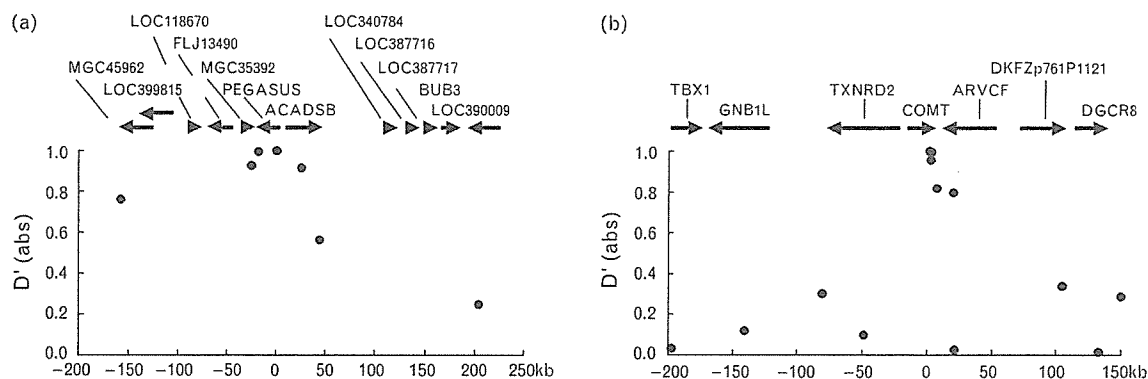 (a)
LOC118670
FLJ13490
MGC45962
MGC35392
LOC399815
PEGASUS
ACADSB
LOC340784
LOC387716
LOC387717
BUB3
LOC390009
D' (abs)
1.0
0.8
0.6
0.4
0.2
0.0
−200 −150 −100 −50 0 50 100 150 200 250kb
(b)
DKFZp761P1121
TBX1
TXNRD2
ARVCF
GNB1L
COMT
DGCR8
D' (abs)
1.0
0.8
0.6
0.4
0.2
0.0
−200 −150 −100 −50 0 50 100 150kb